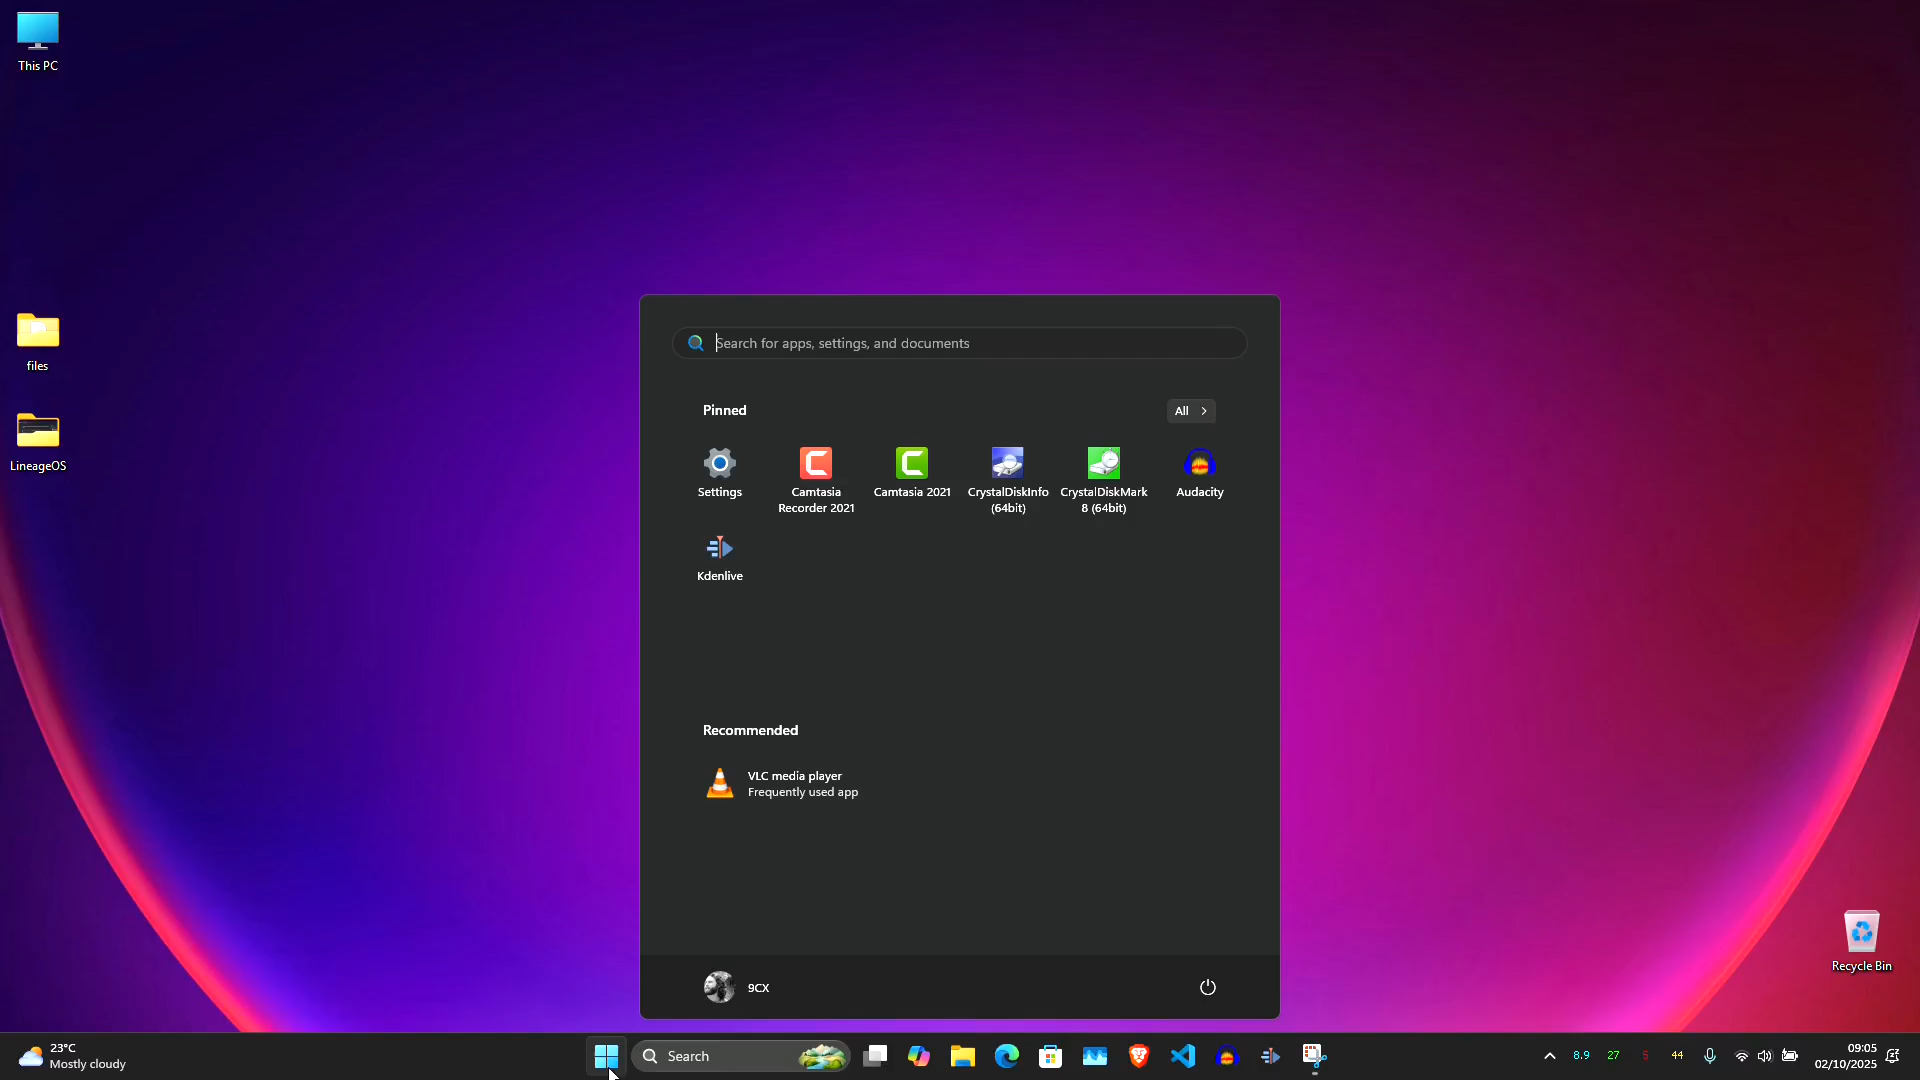 This PC
files
LineageOS
Search for apps, settings, and documents
Pinned
All
Settings
Camtasia
Recorder 2021
Camtasia 2021
CrystalDiskInfo
(64bit)
CrystalDiskMark
8 (64bit)
Audacity
Kdenlive
Recommended
VLC media player
Frequently used app
9CX
Recycle Bin
23°C
Mostly cloudy
Search
8.9
27
5
44
09:05
02/10/2025